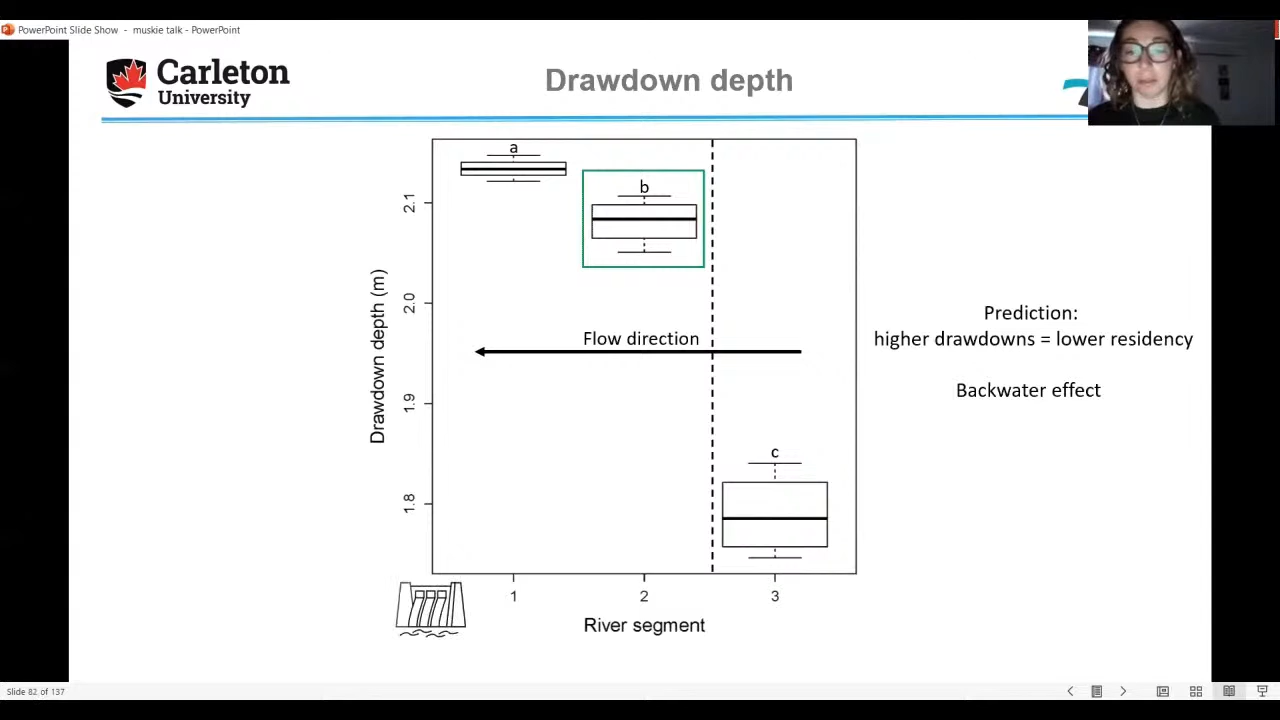 PowerPoint Slide Show - muskie talk - PowerPoint
Carleton
University
Drawdown depth
a
b
c
2.1
2.0
1.9
1.8
Drawdown depth (m)
Flow direction
Prediction:
higher drawdowns = lower residency
Backwater effect
1 2 3
River segment
Slide 82 of 137